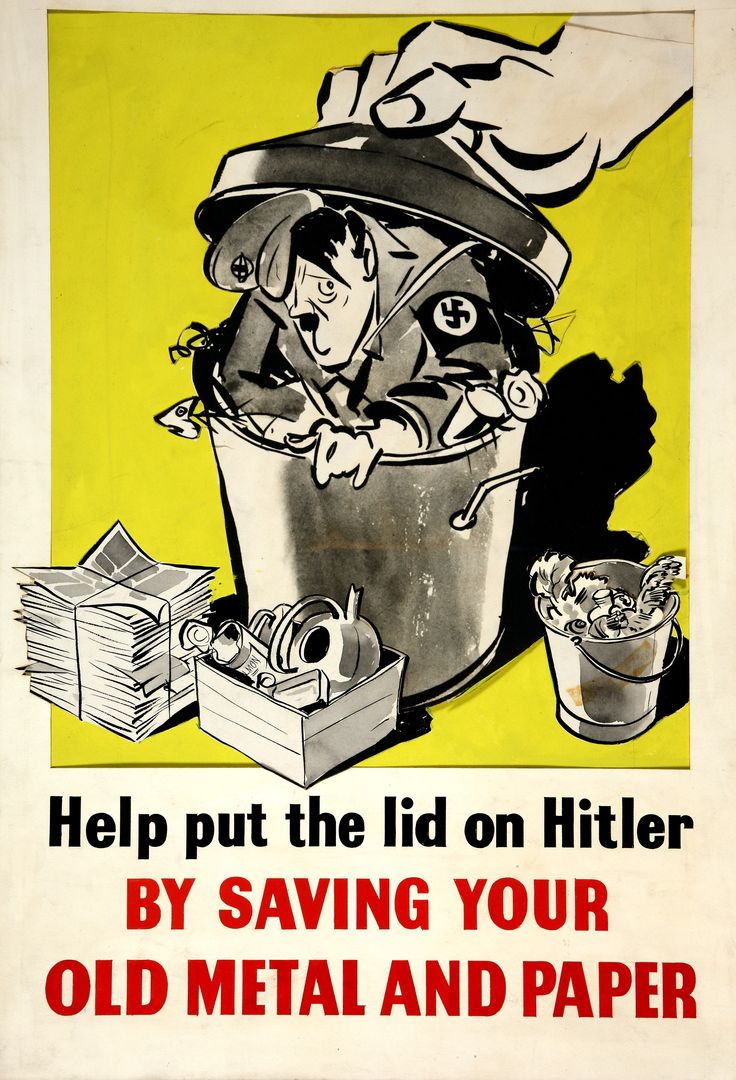 Help put the lid on Hitler
BY SAVING YOUR
OLD METAL AND PAPER